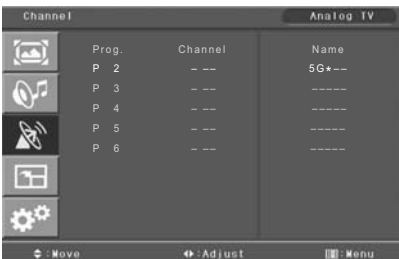 Channel Analog TV
Prog. Channel Name
P 2 – –– 5G*––
P 3 – –– –––––
P 4 – –– –––––
P 5 – –– –––––
P 6 – –– –––––
:Move :Adjust :Menu